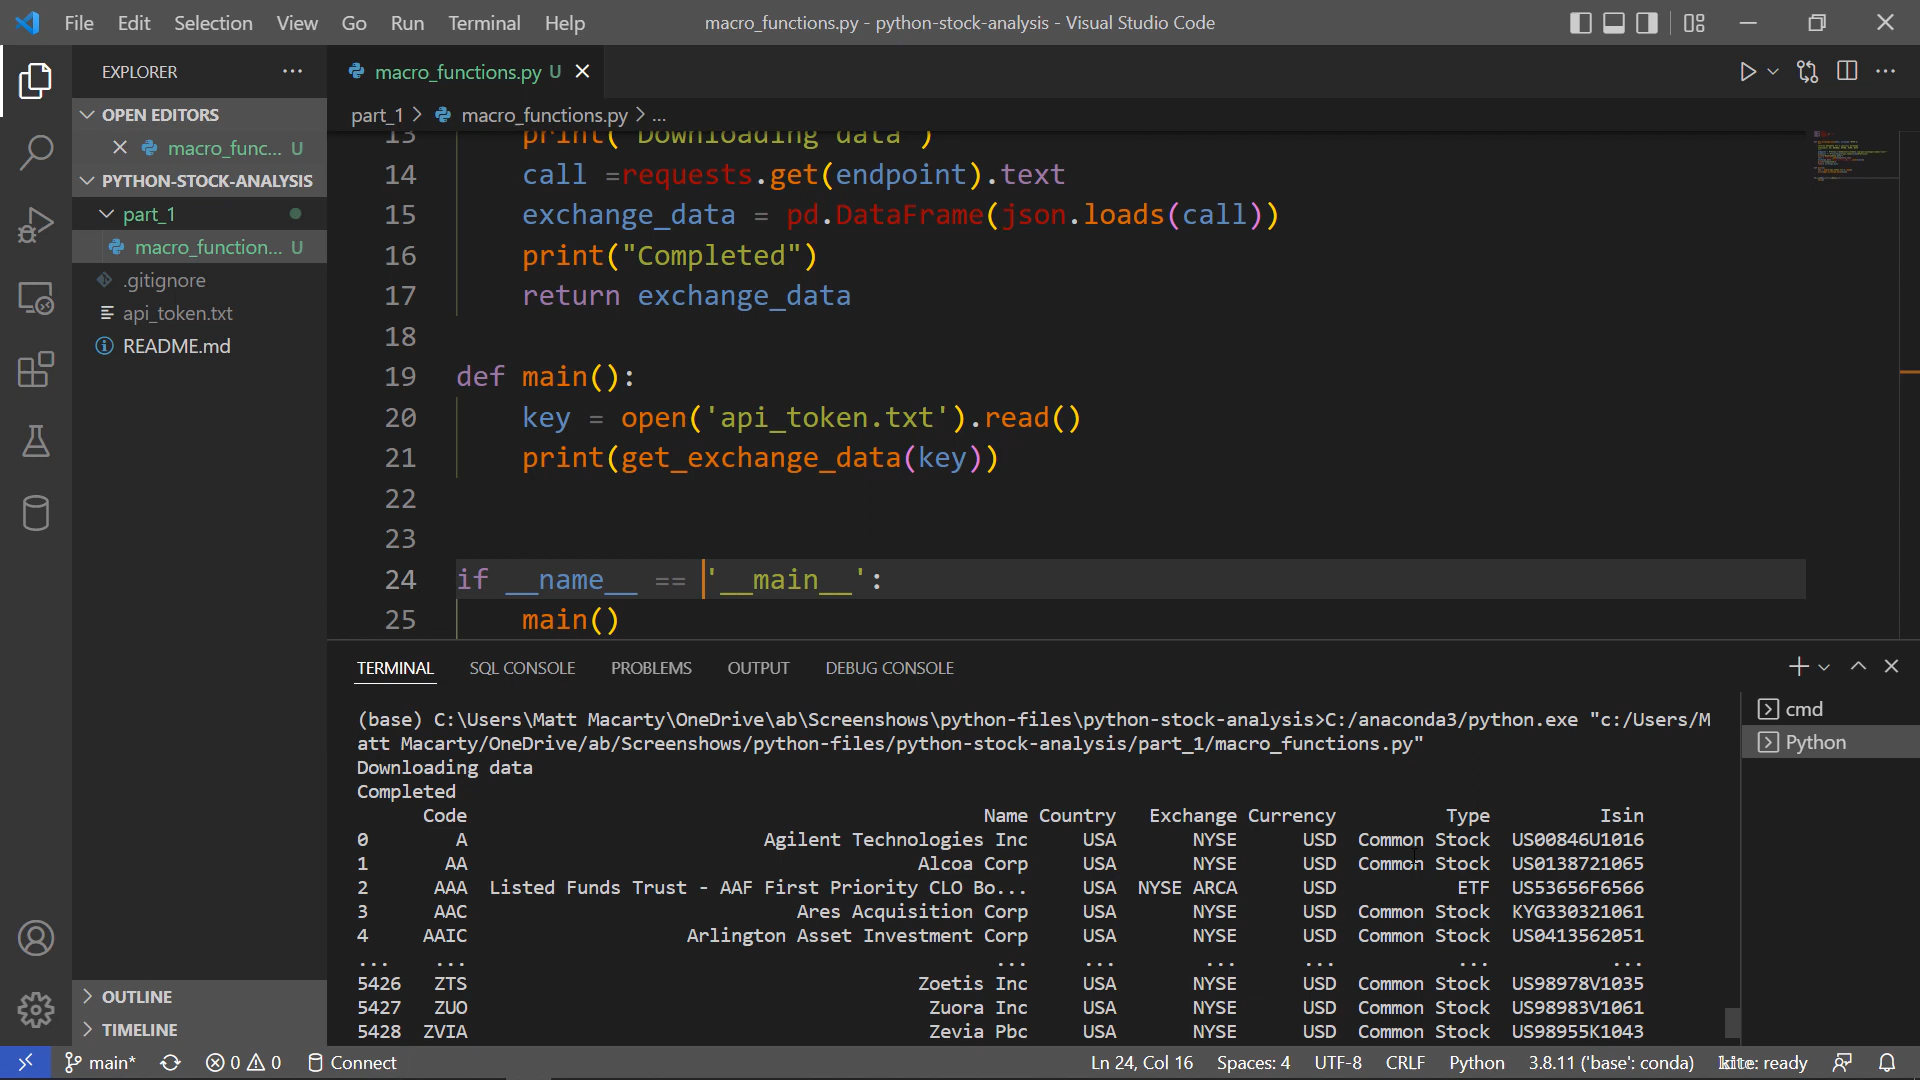 File Edit Selection View Go Run Terminal Help macro_functions.py - python-stock-analysis - Visual Studio Code
EXPLORER ...
OPEN EDITORS
macro_func... U
PYTHON-STOCK-ANALYSIS
part_1
macro_function... U
.gitignore
api_token.txt
README.md
OUTLINE
TIMELINE
macro_functions.py U
part_1 > macro_functions.py > ...
13 print("Downloading data")
14 call =requests.get(endpoint).text
15 exchange_data = pd.DataFrame(json.loads(call))
16 print("Completed")
17 return exchange_data
18
19 def main():
20 key = open('api_token.txt').read()
21 print(get_exchange_data(key))
22
23
24 if __name__ == '__main__':
25 main()
TERMINAL SQL CONSOLE PROBLEMS OUTPUT DEBUG CONSOLE
(base) C:\Users\Matt Macarty\OneDrive\ab\Screenshows\python-files\python-stock-analysis>C:/anaconda3/python.exe "c:/Users/M
att Macarty/OneDrive/ab/Screenshows/python-files/python-stock-analysis/part_1/macro_functions.py"
Downloading data
Completed
Code Name Country Exchange Currency Type Isin
0 A Agilent Technologies Inc USA NYSE USD Common Stock US00846U1016
1 AA Alcoa Corp USA NYSE USD Common Stock US0138721065
2 AAA Listed Funds Trust - AAF First Priority CLO Bo... USA NYSE ARCA USD ETF US53656F6566
3 AAC Ares Acquisition Corp USA NYSE USD Common Stock KYG330321061
4 AAIC Arlington Asset Investment Corp USA NYSE USD Common Stock US0413562051
... ... ... ... ... ... ... ...
5426 ZTS Zoetis Inc USA NYSE USD Common Stock US98978V1035
5427 ZUO Zuora Inc USA NYSE USD Common Stock US98983V1061
5428 ZVIA Zevia Pbc USA NYSE USD Common Stock US98955K1043
cmd
Python
main* 0 0 Connect Ln 24, Col 16 Spaces: 4 UTF-8 CRLF Python 3.8.11 ('base': conda) kite: ready